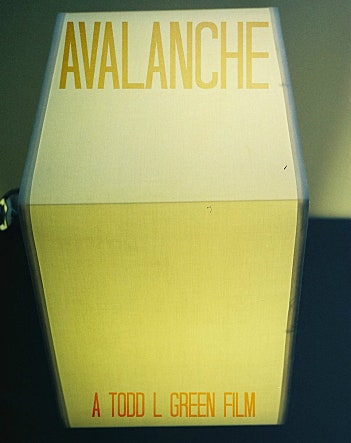 AVALANCHE
A TODD L GREEN FILM